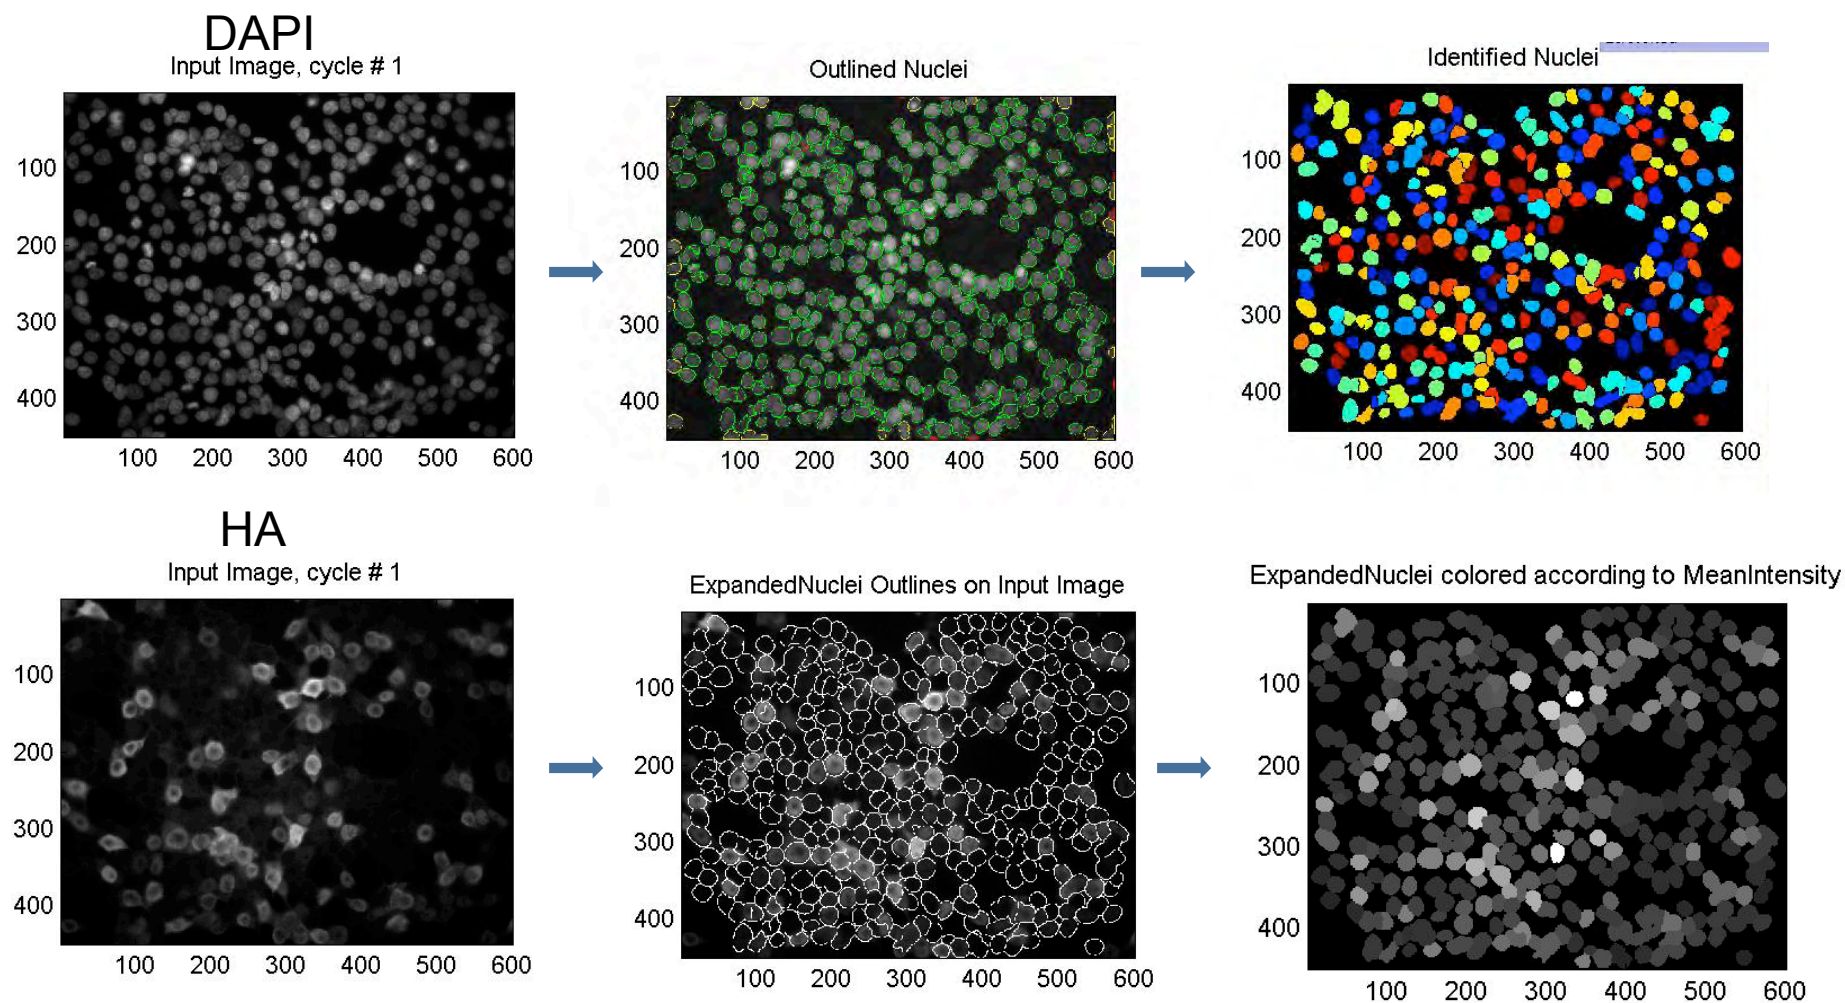 DAPI
Input Image, cycle # 1
100
200
300
400
100 200 300 400 500 600
Outlined Nuclei
100
200
300
400
100 200 300 400 500 600
Identified Nuclei
100
200
300
400
100 200 300 400 500 600
HA
Input Image, cycle # 1
100
200
300
400
100 200 300 400 500 600
ExpandedNuclei Outlines on Input Image
100
200
300
400
100 200 300 400 500 600
ExpandedNuclei colored according to MeanIntensity
100
200
300
400
100 200 300 400 500 600